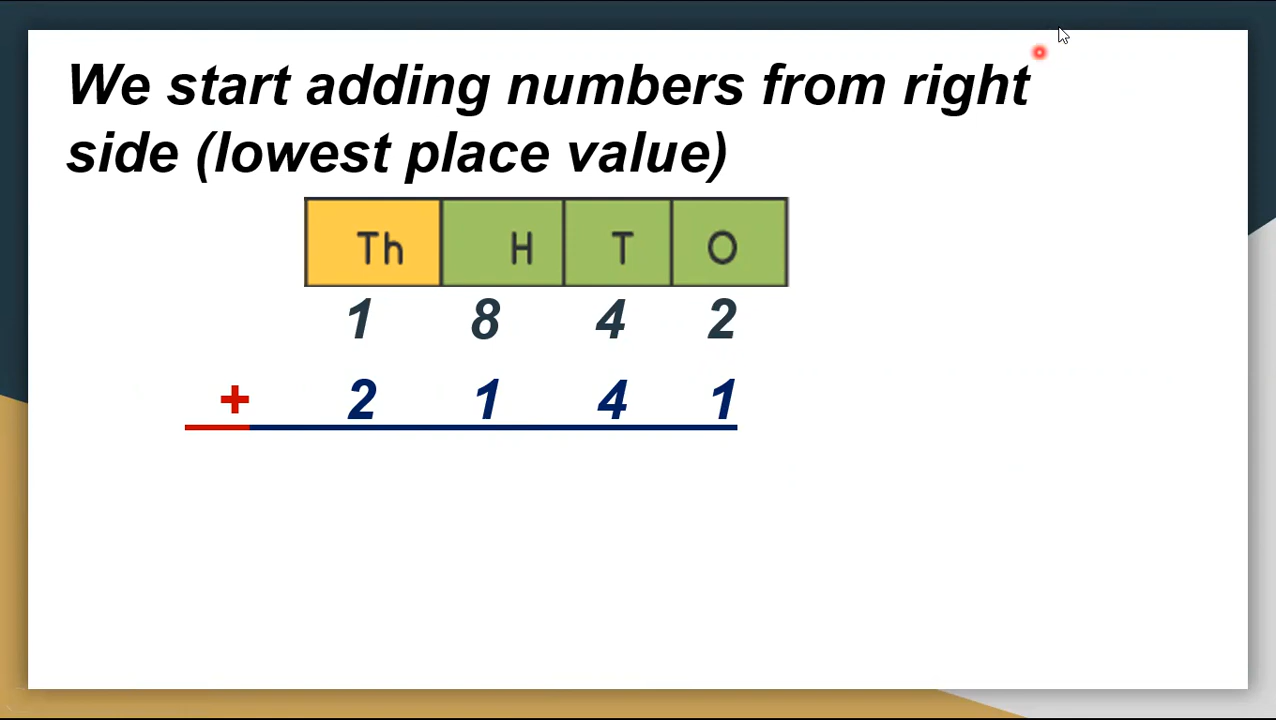 We start adding numbers from right
side (lowest place value)
Th H T O
1 8 4 2
+ 2 1 4 1